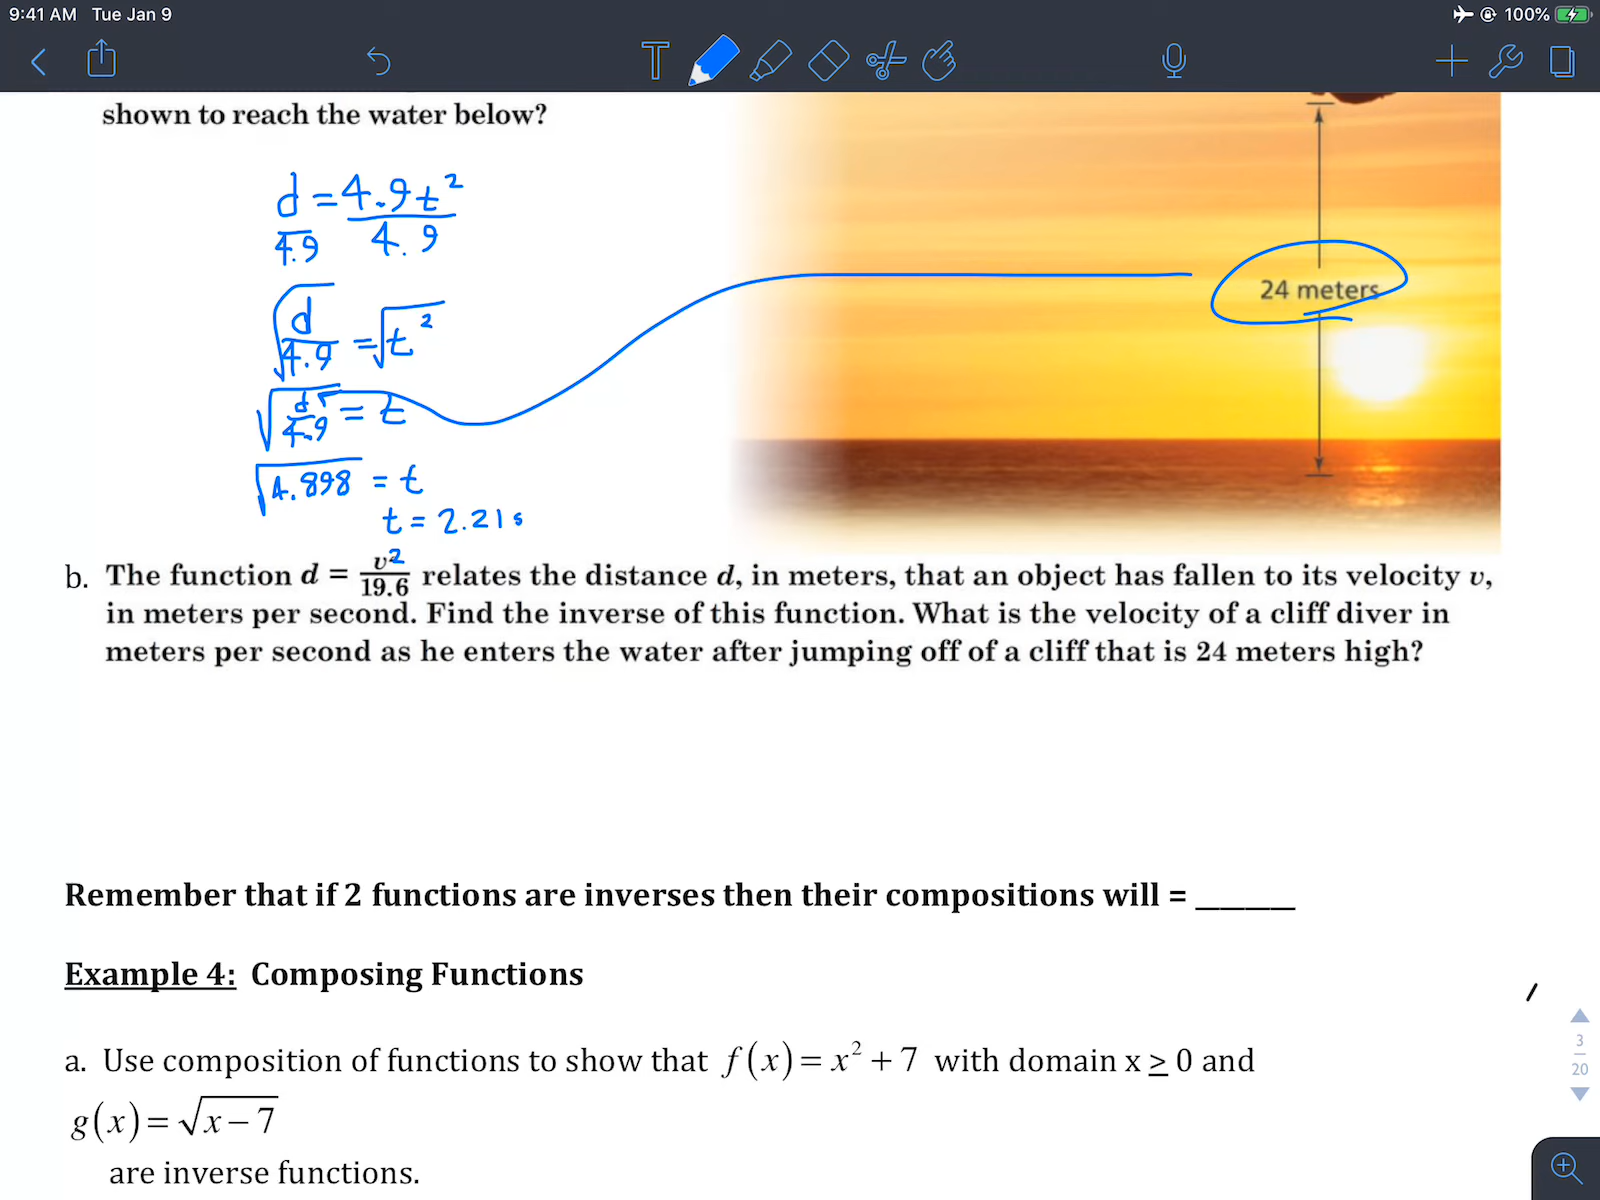 9:41 AM Tue Jan 9
100%
T
shown to reach the water below?
d = 4.9t²
4.9 4.9
√d/4.9 = √t²
√d/4.9 = t
√4.898 = t
t = 2.21 s
24 meters
b. The function d = v²/19.6 relates the distance d, in meters, that an object has fallen to its velocity v,
in meters per second. Find the inverse of this function. What is the velocity of a cliff diver in
meters per second as he enters the water after jumping off of a cliff that is 24 meters high?
Remember that if 2 functions are inverses then their compositions will = ______
Example 4: Composing Functions
a. Use composition of functions to show that f(x) = x² + 7 with domain x ≥ 0 and
g(x) = √x − 7
are inverse functions.
3
20